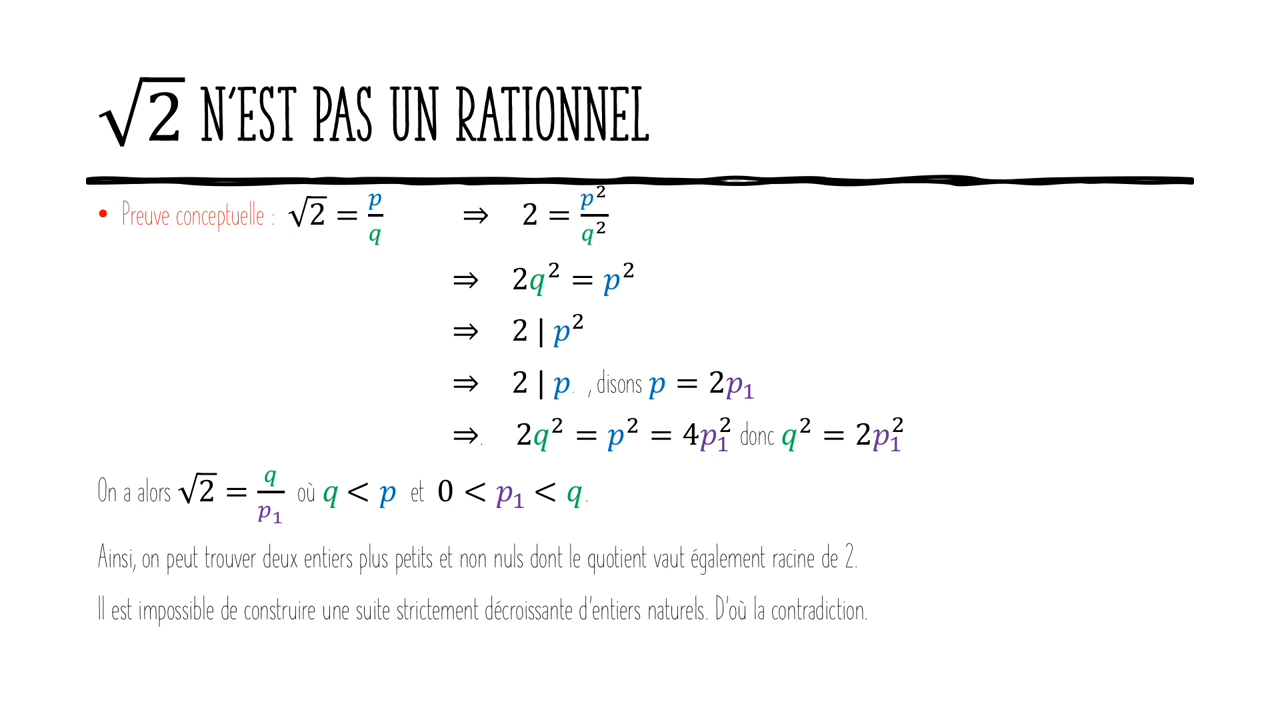 √2 N'EST PAS UN RATIONNEL
• Preuve conceptuelle : √2 = p/q ⇒ 2 = p²/q²
⇒ 2q² = p²
⇒ 2 | p²
⇒ 2 | p. , disons p = 2p₁
⇒. 2q² = p² = 4p₁² donc q² = 2p₁²
On a alors √2 = q/p₁ où q < p et 0 < p₁ < q.
Ainsi, on peut trouver deux entiers plus petits et non nuls dont le quotient vaut également racine de 2.
Il est impossible de construire une suite strictement décroissante d'entiers naturels. D'où la contradiction.